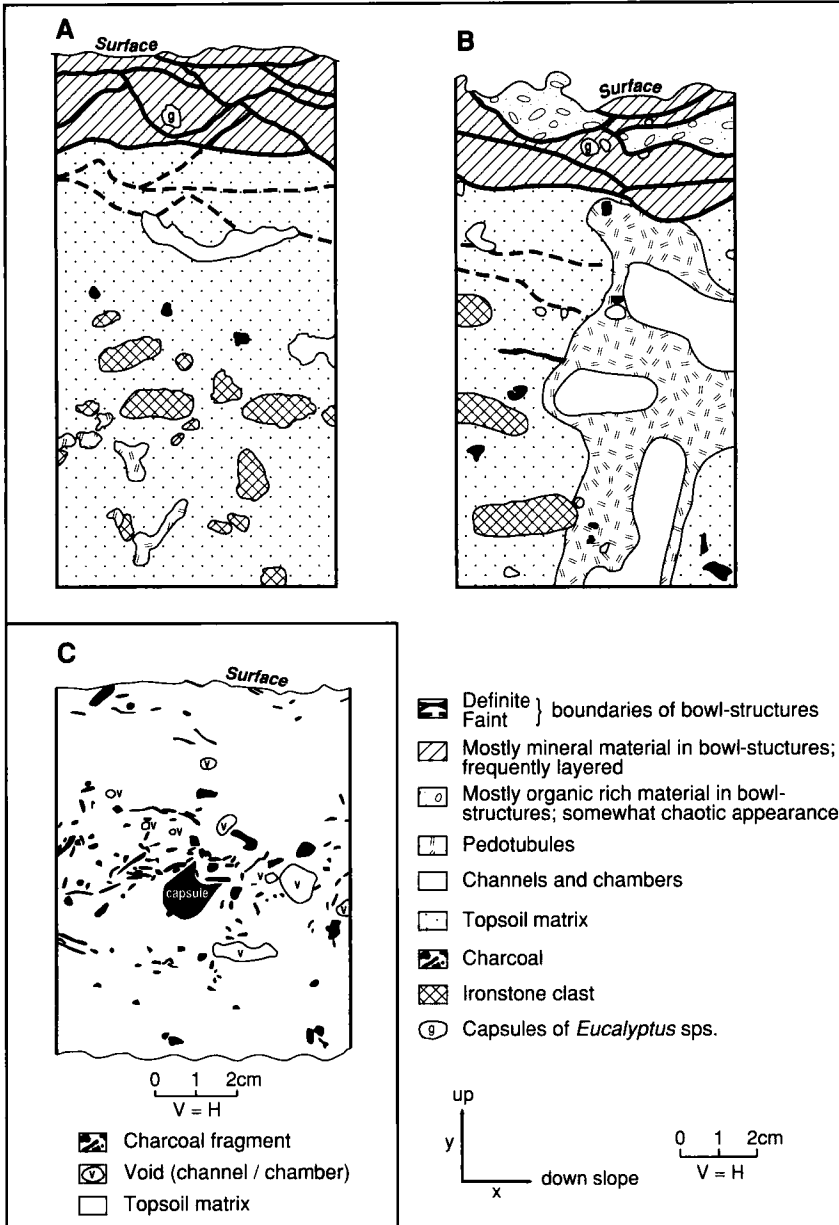 A
Surface
g
B
Surface
g
C
Surface
v
v
v
v
v
v
v
v
capsule
v
0 1 2cm
V = H
Charcoal fragment
v Void (channel / chamber)
Topsoil matrix
Definite
Faint } boundaries of bowl-structures
Mostly mineral material in bowl-stuctures;
frequently layered
Mostly organic rich material in bowl-
structures; somewhat chaotic appearance
Pedotubules
Channels and chambers
Topsoil matrix
Charcoal
Ironstone clast
g Capsules of Eucalyptus sps.
up
y
x
down slope
0 1 2cm
V = H